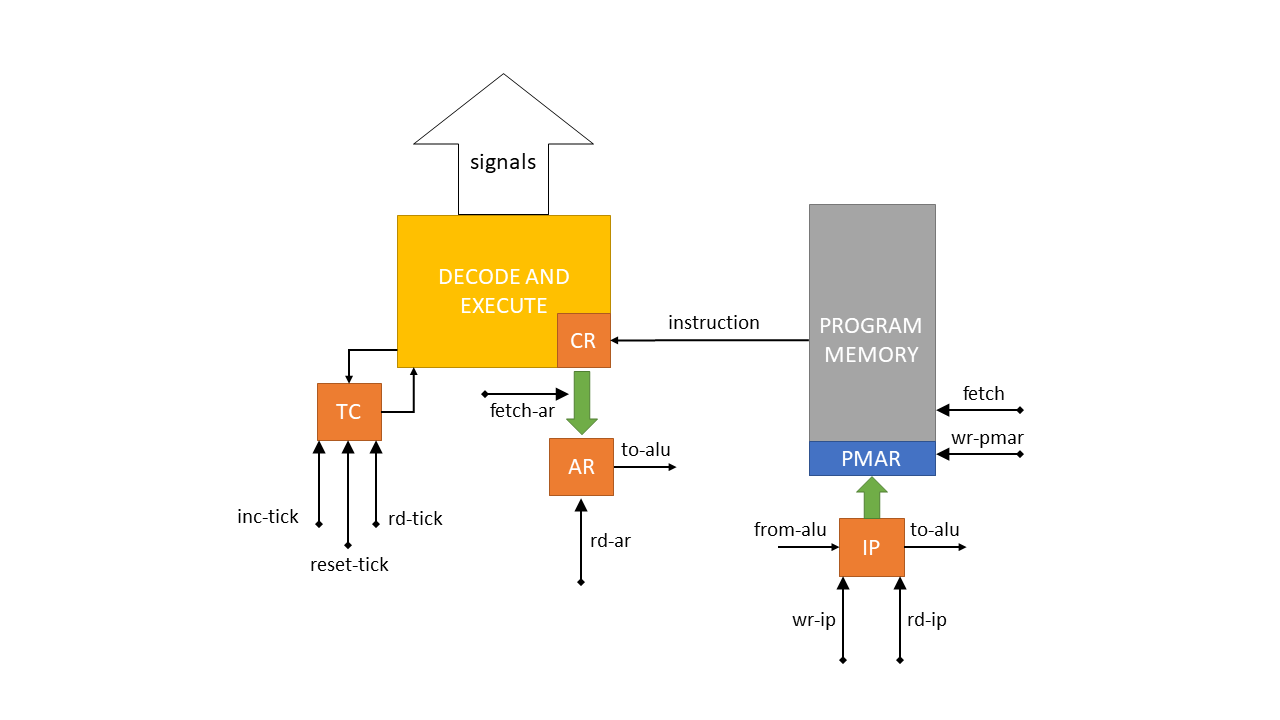 signals
DECODE AND
EXECUTE
CR
instruction
PROGRAM
MEMORY
fetch
wr-pmar
PMAR
TC
fetch-ar
AR
to-alu
inc-tick
rd-tick
reset-tick
rd-ar
from-alu
IP
to-alu
wr-ip
rd-ip